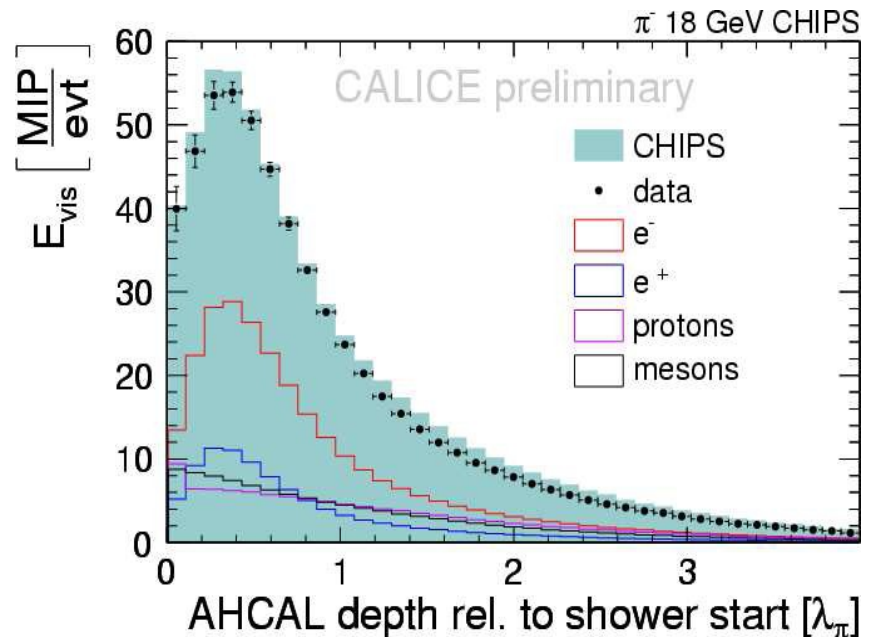 π⁻ 18 GeV CHIPS
CALICE preliminary
E_vis [MIP/evt]
60
50
40
30
20
10
0
CHIPS
data
e⁻
e⁺
protons
mesons
0 1 2 3
AHCAL depth rel. to shower start [λ_π]